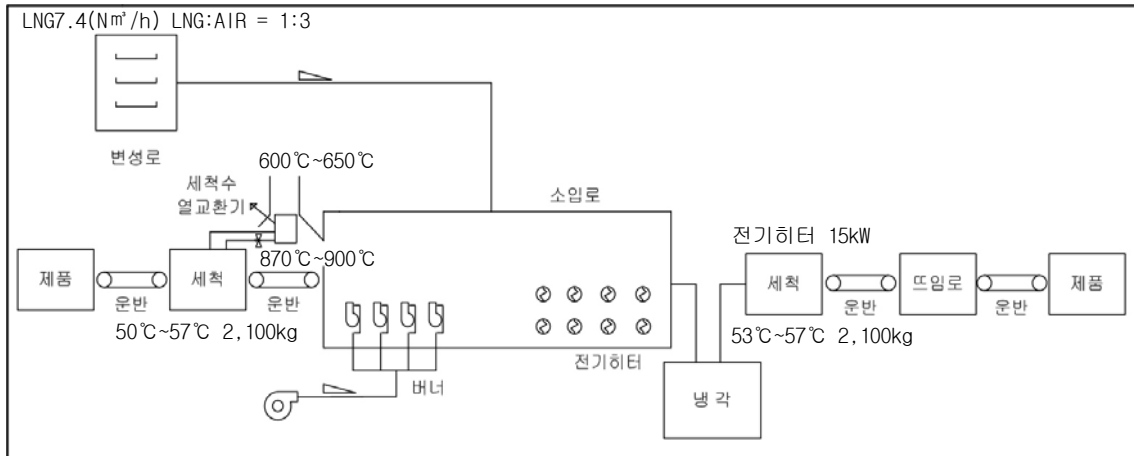 LNG7.4(N㎥/h) LNG:AIR = 1:3
변성로
600℃~650℃
세척수
열교환기
소입로
870℃~900℃
전기히터 15kW
제품
세척
세척
뜨임로
제품
운반
운반
운반
운반
50℃~57℃ 2,100kg
53℃~57℃ 2,100kg
전기히터
버너
냉 각